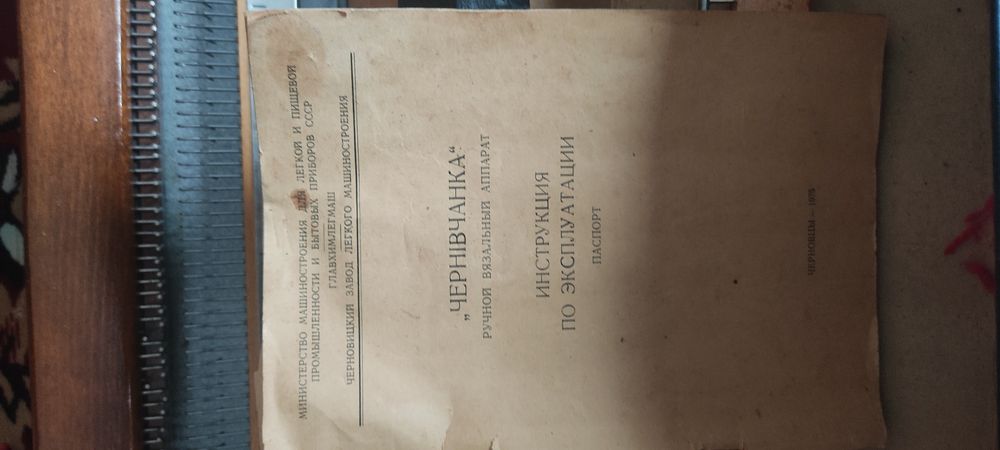 МИНИСТЕРСТВО МАШИНОСТРОЕНИЯ ДЛЯ ЛЕГКОЙ И ПИЩЕВОЙ
ПРОМЫШЛЕННОСТИ И БЫТОВЫХ ПРИБОРОВ СССР
ГЛАВХИМЛЕГМАШ
ЧЕРНОВИЦКИЙ ЗАВОД ЛЕГКОГО МАШИНОСТРОЕНИЯ
„ЧЕРНІВЧАНКА“
РУЧНОЙ ВЯЗАЛЬНЫЙ АППАРАТ
ИНСТРУКЦИЯ
ПО ЭКСПЛУАТАЦИИ
ПАСПОРТ
ЧЕРНОВЦЫ — 1975